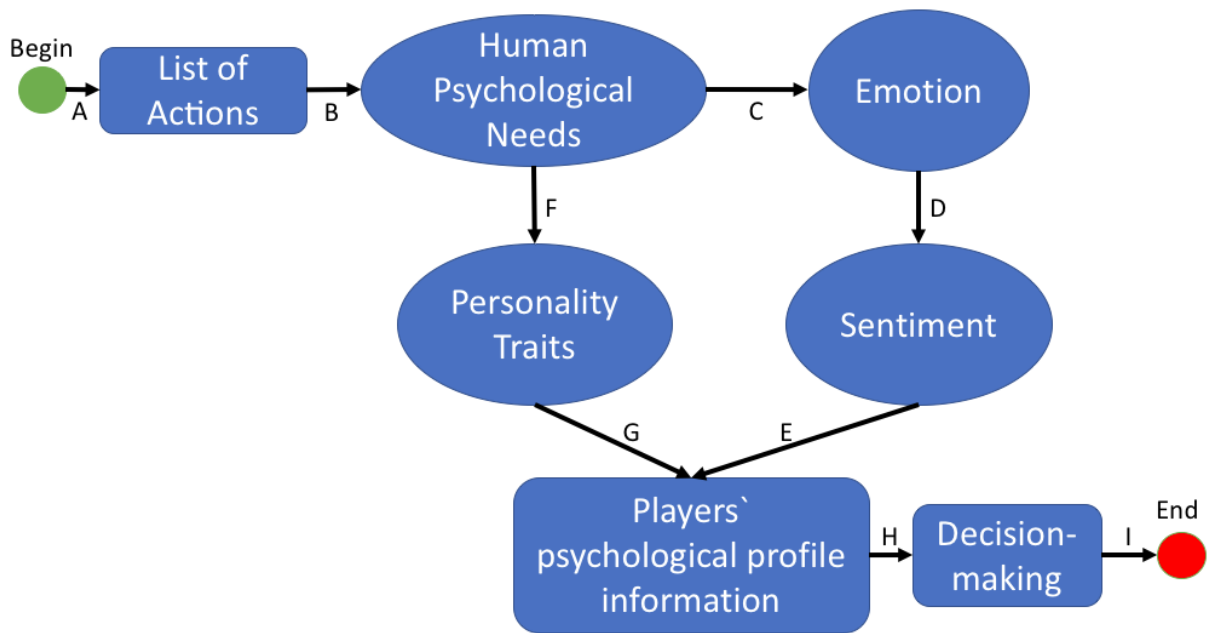 Begin
A
List of
Actions
B
Human
Psychological
Needs
C
Emotion
F
D
Personality
Traits
Sentiment
G
E
Players`
psychological profile
information
H
Decision-
making
I
End